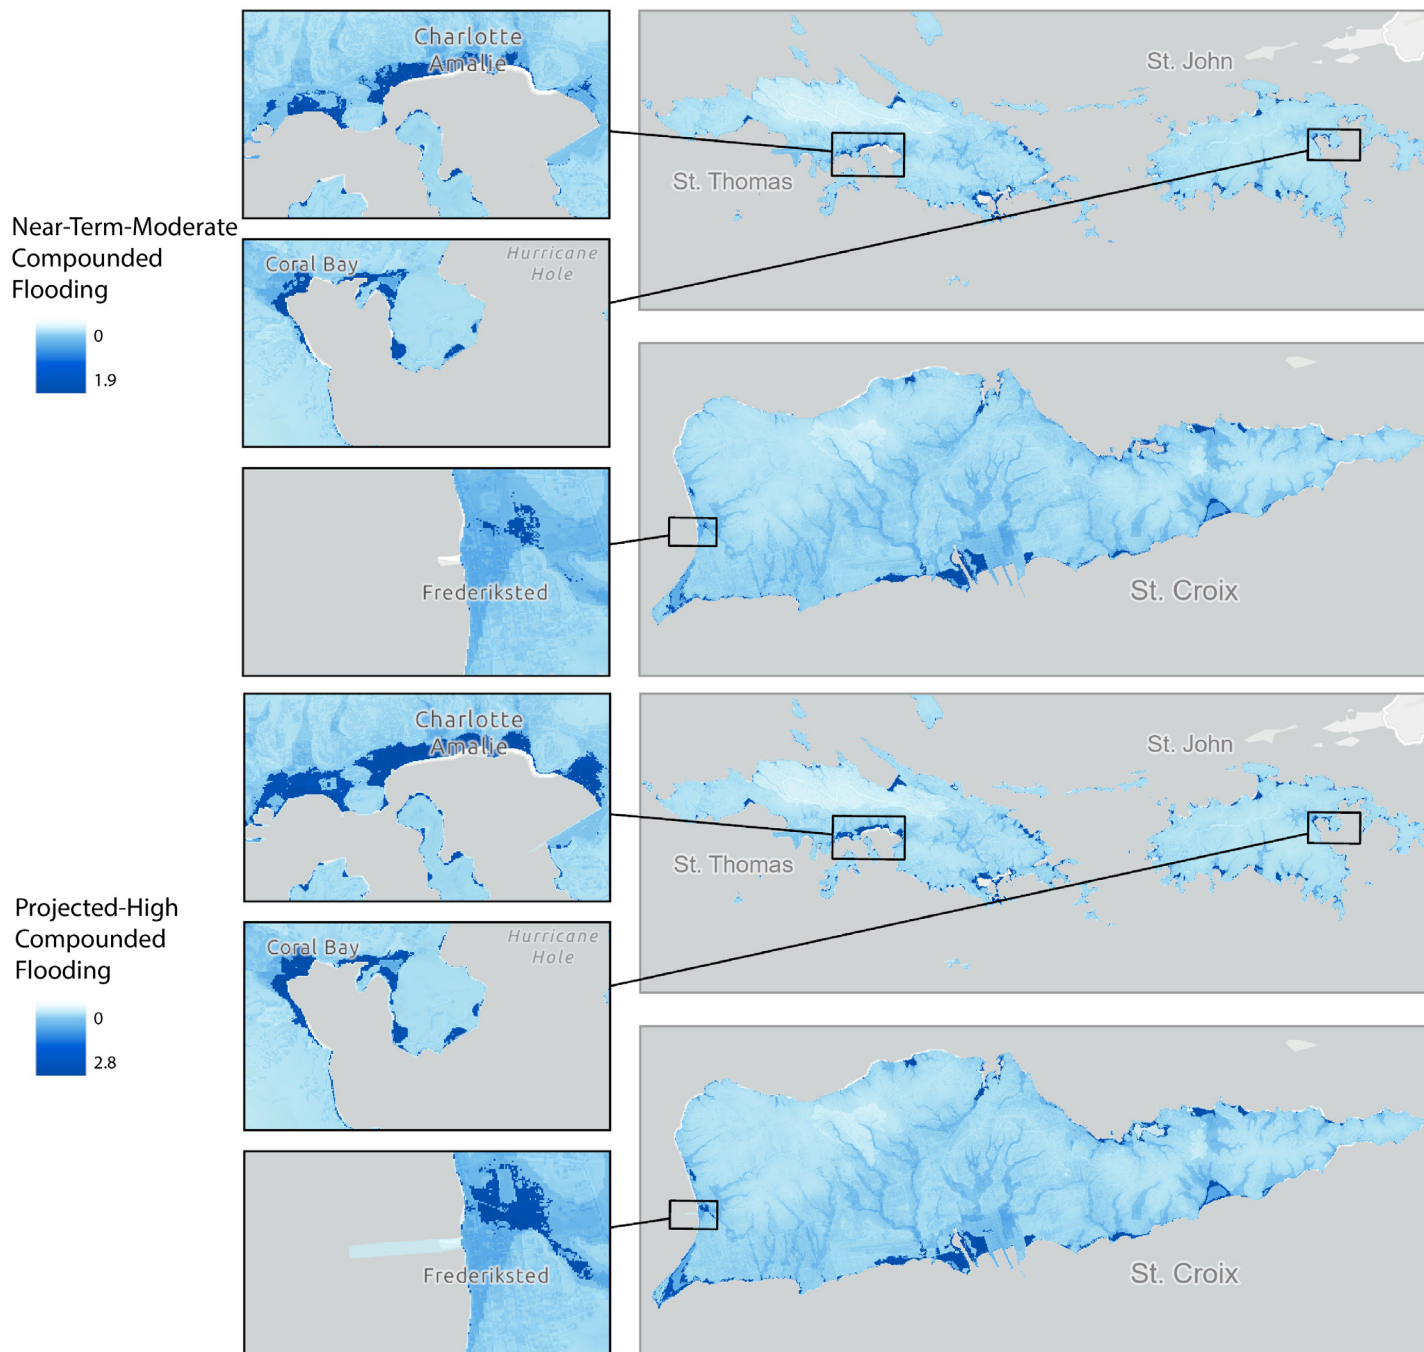 Near-Term-Moderate
Compounded
Flooding
0
1.9
Charlotte
Amalie
Coral Bay
Hurricane
Hole
Frederiksted
St. John
St. Thomas
St. Croix
Projected-High
Compounded
Flooding
0
2.8
Charlotte
Amalie
Coral Bay
Hurricane
Hole
Frederiksted
St. John
St. Thomas
St. Croix